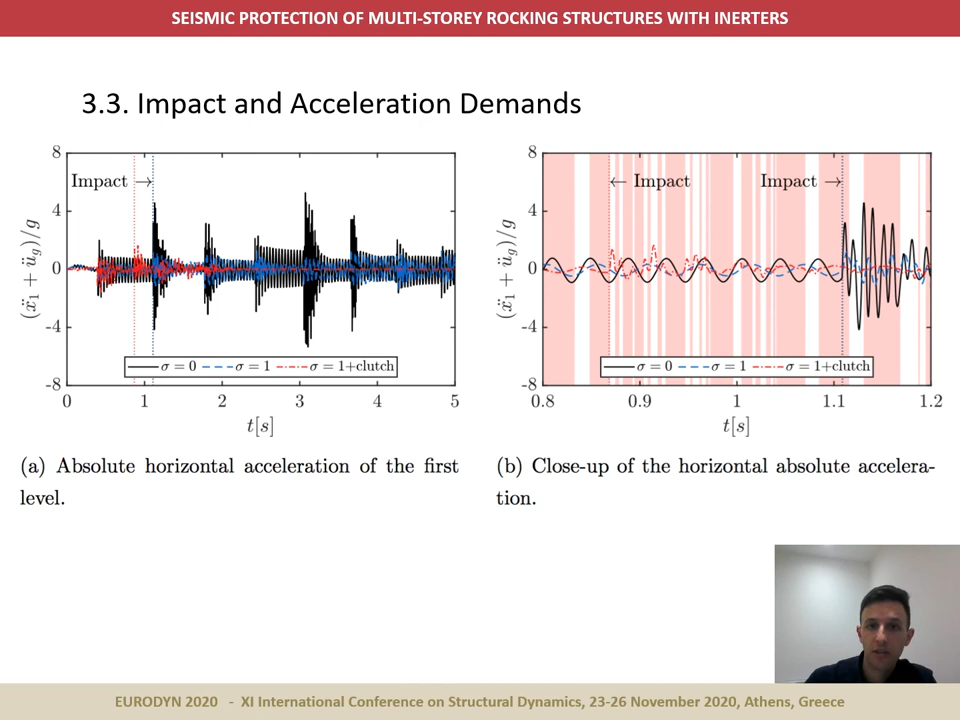 SEISMIC PROTECTION OF MULTI-STOREY ROCKING STRUCTURES WITH INERTERS
3.3. Impact and Acceleration Demands
8
4
0
-4
-8
(ẍ₁ + üg)/g
Impact →
σ = 0 σ = 1 σ = 1+clutch
0 1 2 3 4 5
t[s]
(a) Absolute horizontal acceleration of the first
level.
8
4
0
-4
-8
(ẍ₁ + üg)/g
← Impact Impact →
σ = 0 σ = 1 σ = 1+clutch
0.8 0.9 1 1.1 1.2
t[s]
(b) Close-up of the horizontal absolute accelera-
tion.
EURODYN 2020 - XI International Conference on Structural Dynamics, 23-26 November 2020, Athens, Greece